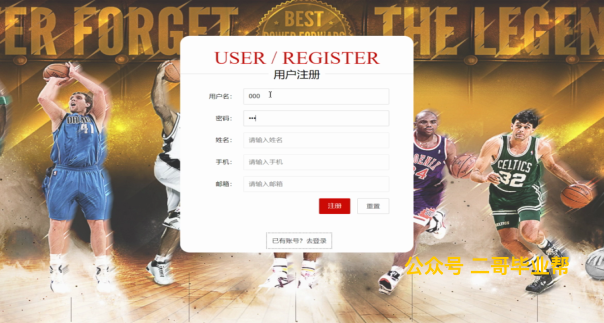 ER FORGET
BEST
POWER FORWARD
THE LEGEN
USER / REGISTER
用户注册
用户名：
000
密码：
•••
姓名：
请输入姓名
手机：
请输入手机
邮箱：
请输入邮箱
注册
重置
已有账号？去登录
4
CELTICS
32
公众号 二哥毕业帮